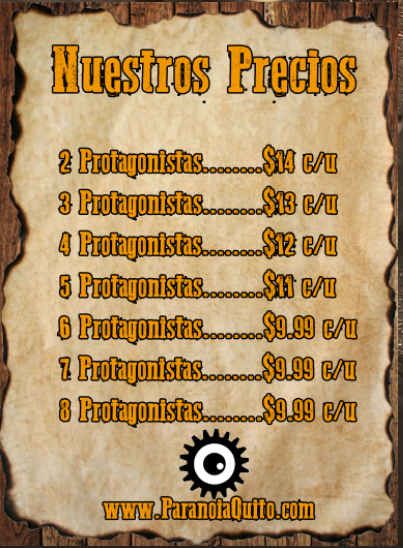 Nuestros Precios
2 Protagonistas........$14 c/u
3 Protagonistas........$13 c/u
4 Protagonistas........$12 c/u
5 Protagonistas........$11 c/u
6 Protagonistas........$9.99 c/u
7 Protagonistas........$9.99 c/u
8 Protagonistas........$9.99 c/u
www.ParanoiaQuito.com